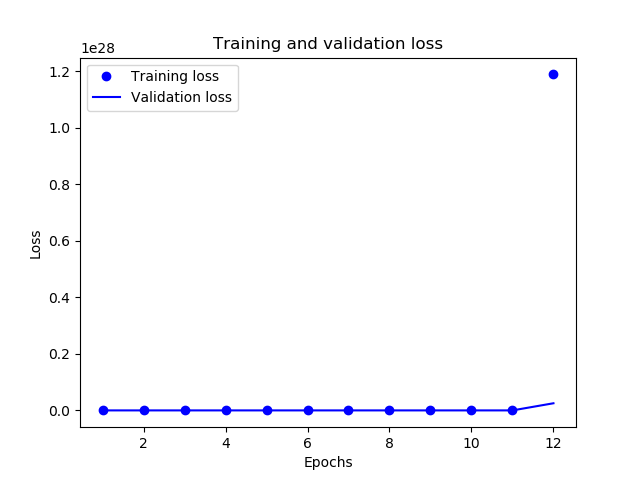 Training and validation loss
1e28
Training loss
Validation loss
1.2
1.0
0.8
0.6
0.4
0.2
0.0
Loss
2 4 6 8 10 12
Epochs